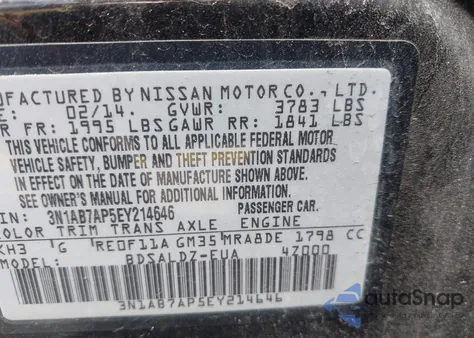 NUFACTURED BY NISSAN MOTOR CO., LTD.
E: 02/14. GVWR: 3783 LBS
R FR: 1995 LBS GAWR RR: 1841 LBS
THIS VEHICLE CONFORMS TO ALL APPLICABLE FEDERAL MOTOR
VEHICLE SAFETY, BUMPER AND THEFT PREVENTION STANDARDS
IN EFFECT ON THE DATE OF MANUFACTURE SHOWN ABOVE.
SEE OWNER'S MANUAL FOR ADDITIONAL INFORMATION.
VIN: 3N1AB7AP5EY214646 PASSENGER CAR.
OLOR TRIM TRANS AXLE ENGINE
KH3 G RE0F11A GM35 MRA8DE 1798 CC
MODEL: BDSALDZ-EUA 47000
3N1AB7AP5EY214646
autoSnap